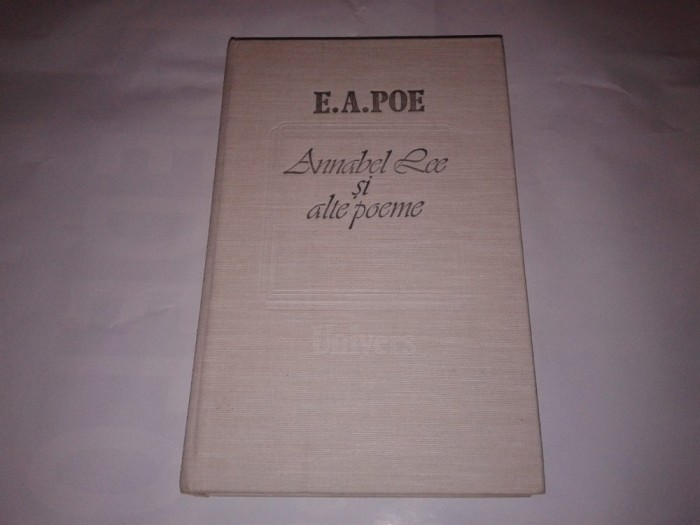 E.A.POE
Annabel Lee
și
alte poeme
Univers